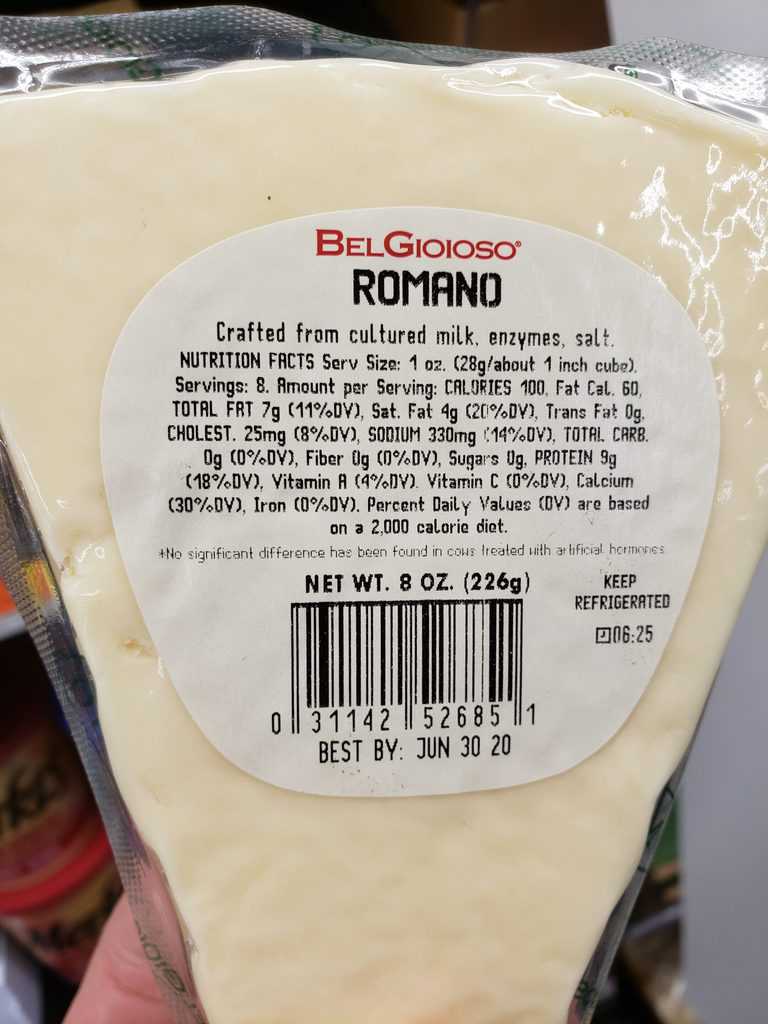 BELGIOIOSO®
ROMANO
Crafted from cultured milk, enzymes, salt.
NUTRITION FACTS Serv Size: 1 oz. (28g/about 1 inch cube).
Servings: 8. Amount per Serving: CALORIES 100, Fat Cal. 60,
TOTAL FAT 7g (11%DV), Sat. Fat 4g (20%DV), Trans Fat 0g.
CHOLEST. 25mg (8%DV), SODIUM 330mg (14%DV), TOTAL CARB.
0g (0%DV), Fiber 0g (0%DV), Sugars 0g, PROTEIN 9g
(18%DV), Vitamin A (4%DV). Vitamin C (0%DV), Calcium
(30%DV), Iron (0%DV). Percent Daily Values (DV) are based
on a 2,000 calorie diet.
*No significant difference has been found in cows treated with artificial hormones.
NET WT. 8 OZ. (226g)
KEEP
REFRIGERATED
06:25
0 31142 52685 1
BEST BY: JUN 30 20